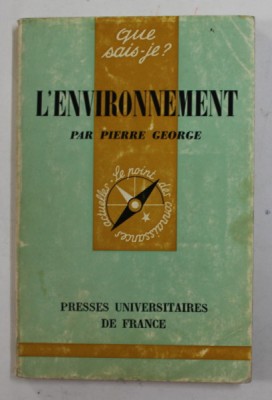 que
sais-je?
L'ENVIRONNEMENT
PAR PIERRE GEORGE
Le point des connaissances actuelles
PRESSES UNIVERSITAIRES
DE FRANCE